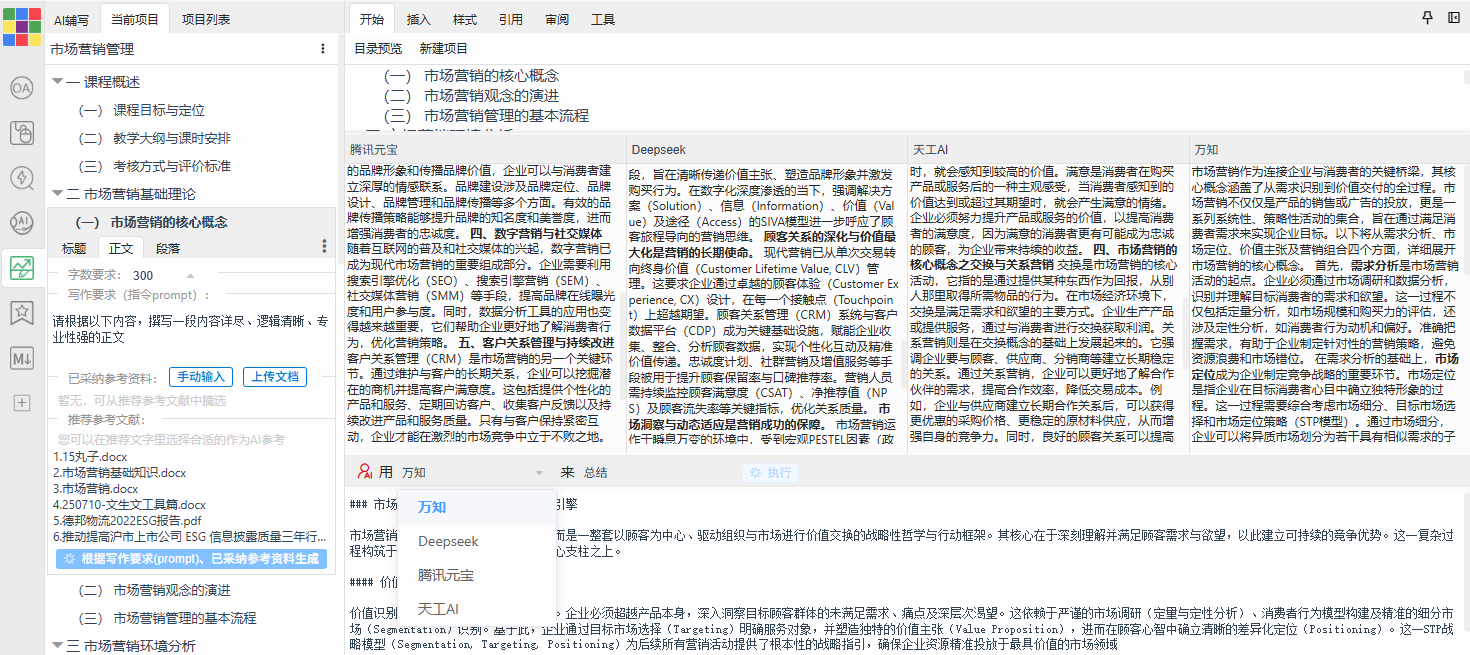 AI辅写 当前项目 项目列表
开始 插入 样式 引用 审阅 工具
市场营销管理
目录预览 新建项目
OA
AI
M↓
一 课程概述
(一) 课程目标与定位
(二) 教学大纲与课时安排
(三) 考核方式与评价标准
二 市场营销基础理论
(一) 市场营销的核心概念
标题 正文 段落
字数要求: 300
写作要求（指令prompt）:
请根据以下内容，撰写一段内容详尽、逻辑清晰、专
业性强的正文
已采纳参考资料: 手动输入 上传文档
暂无，可从推荐参考文献中摘选
推荐参考文献:
您可以在推荐文字里选择合适的作为AI参考
1.15丸子.docx
2.市场营销基础知识.docx
3.市场营销.docx
4.250710-文生文工具篇.docx
5.德邦物流2022ESG报告.pdf
6.推动提高沪市上市公司 ESG 信息披露质量三年行...
根据写作要求(prompt)、已采纳参考资料生成
(二) 市场营销观念的演进
(三) 市场营销管理的基本流程
三 市场营销环境分析
(一) 市场营销的核心概念
(二) 市场营销观念的演进
(三) 市场营销管理的基本流程
腾讯元宝
的品牌形象和传播品牌价值，企业可以与消费者建
立深厚的情感联系。品牌建设涉及品牌定位、品牌
设计、品牌管理和品牌传播等多个方面。有效的品
牌传播策略能够提升品牌的知名度和美誉度，进而
增强消费者的忠诚度。 四、数字营销与社交媒体
随着互联网的普及和社交媒体的兴起，数字营销已
成为现代市场营销的重要组成部分。企业需要利用
搜索引擎优化（SEO）、搜索引擎营销（SEM）、
社交媒体营销（SMM）等手段，提高品牌在线曝光
度和用户参与度。同时，数据分析工具的应用也变
得越来越重要，它们帮助企业更好地了解消费者行
为，优化营销策略。 五、客户关系管理与持续改进
客户关系管理（CRM）是市场营销的另一个关键环
节。通过维护与客户的长期关系，企业可以挖掘潜
在的商机并提高客户满意度。这包括提供个性化的
产品和服务、定期回访客户、收集客户反馈以及持
续改进产品和服务质量。只有与客户保持紧密互
动，企业才能在激烈的市场竞争中立于不败之地。
Deepseek
段，旨在清晰传递价值主张、塑造品牌形象并激发
购买行为。在数字化深度渗透的当下，强调解决方
案（Solution）、信息（Information）、价值（Val
ue）及途径（Access）的SIVA模型进一步呼应了顾
客旅程导向的营销思维。 顾客关系的深化与价值最
大化是营销的长期使命。 现代营销已从单次交易转
向终身价值（Customer Lifetime Value, CLV）管
理。这要求企业通过卓越的顾客体验（Customer Ex
perience, CX）设计，在每一个接触点（Touchpoin
t）上超越期望。顾客关系管理（CRM）系统与客户
数据平台（CDP）成为关键基础设施，赋能企业收
集、整合、分析顾客数据，实现个性化互动及精准
价值传递。忠诚度计划、社群营销及增值服务等手
段被用于提升顾客保留率与口碑推荐率。营销人员
需持续监控顾客满意度（CSAT）、净推荐值（NP
S）及顾客流失率等关键指标，优化关系质量。 市
场洞察与动态适应是营销成功的保障。 市场营销运
作于瞬息万变的环境中，受到宏观PESTEL因素（政
天工AI
时，就会感知到较高的价值。满意是消费者在购买
产品或服务后的一种主观感受，当消费者感知到的
价值达到或超过其期望时，就会产生满意的情绪。
企业必须努力提升产品或服务的价值，以提高消费
者的满意度，因为满意的消费者更有可能成为忠诚
的顾客，为企业带来持续的收益。 四、市场营销的
核心概念之交换与关系营销 交换是市场营销的核心
活动，它指的是通过提供某种东西作为回报，从别
人那里取得所需物品的行为。在市场经济环境下，
交换是满足需求和欲望的主要方式。企业生产产品
或提供服务，通过与消费者进行交换获取利润。关
系营销则是在交换概念的基础上发展起来的。它强
调企业要与顾客、供应商、分销商等建立长期稳定
的关系。通过关系营销，企业可以更好地了解合作
伙伴的需求，提高合作效率，降低交易成本。例
如，企业与供应商建立长期合作关系后，可以获得
更优惠的采购价格、更稳定的原材料供应，从而增
强自身的竞争力。同时，良好的顾客关系可以提高
万知
市场营销作为连接企业与消费者的关键桥梁，其核
心概念涵盖了从需求识别到价值交付的全过程。市
场营销不仅仅是产品的销售或广告的投放，更是一
系列系统性、策略性活动的集合，旨在通过满足消
费者需求来实现企业目标。以下将从需求分析、市
场定位、价值主张及营销组合四个方面，详细展开
市场营销的核心概念。 首先，需求分析是市场营销
活动的起点。企业必须通过市场调研和数据分析，
识别并理解目标消费者的需求和欲望。这一过程不
仅包括定量分析，如市场规模和购买力的评估，还
涉及定性分析，如消费者行为动机和偏好。准确把
握需求，有助于企业制定针对性的营销策略，避免
资源浪费和市场错位。 在需求分析的基础上，市场
定位成为企业制定竞争战略的重要环节。市场定位
是指企业在目标消费者心目中确立独特形象的过
程。这一过程需要综合考虑市场细分、目标市场选
择和市场定位策略（STP模型）。通过市场细分，
企业可以将异质市场划分为若干具有相似需求的子
用 万知 来 总结 执行
万知
Deepseek
腾讯元宝
天工AI
### 市场 引擎
市场营销 而是一整套以顾客为中心、驱动组织与市场进行价值交换的战略性哲学与行动框架。其核心在于深刻理解并满足顾客需求与欲望，以此建立可持续的竞争优势。这一复杂过
程构筑于 心支柱之上。
#### 价值
价值识别 。企业必须超越产品本身，深入洞察目标顾客群体的未满足需求、痛点及深层次渴望。这依赖于严谨的市场调研（定量与定性分析）、消费者行为模型构建及精准的细分市
场（Segmentation）识别。基于此，企业通过目标市场选择（Targeting）明确服务对象，并塑造独特的价值主张（Value Proposition），进而在顾客心智中确立清晰的差异化定位（Positioning）。这一STP战
略模型（Segmentation, Targeting, Positioning）为后续所有营销活动提供了根本性的战略指引，确保企业资源精准投放于最具价值的市场领域